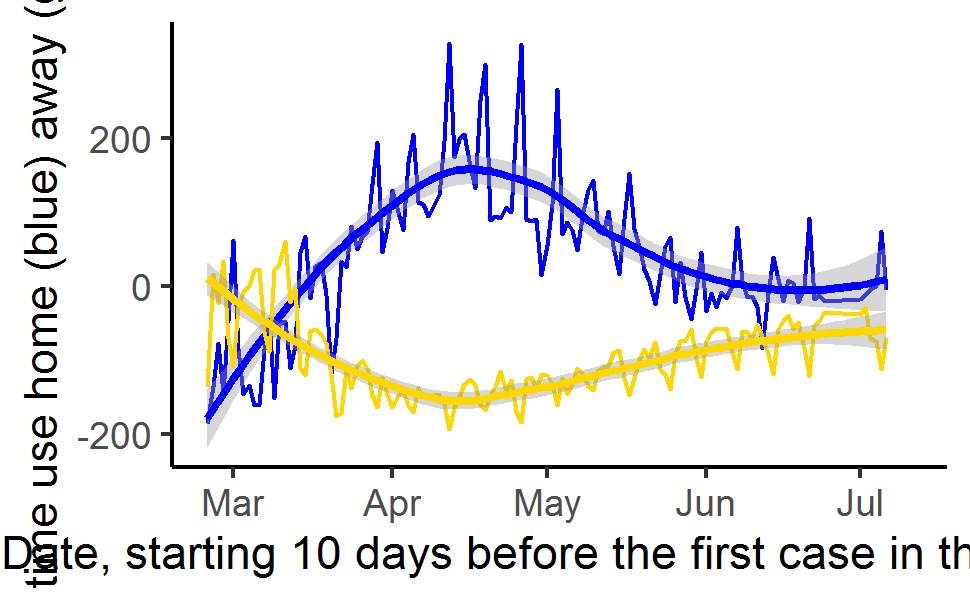 time use home (blue) away (
200
0
-200
Mar Apr May Jun Jul
Date, starting 10 days before the first case in th